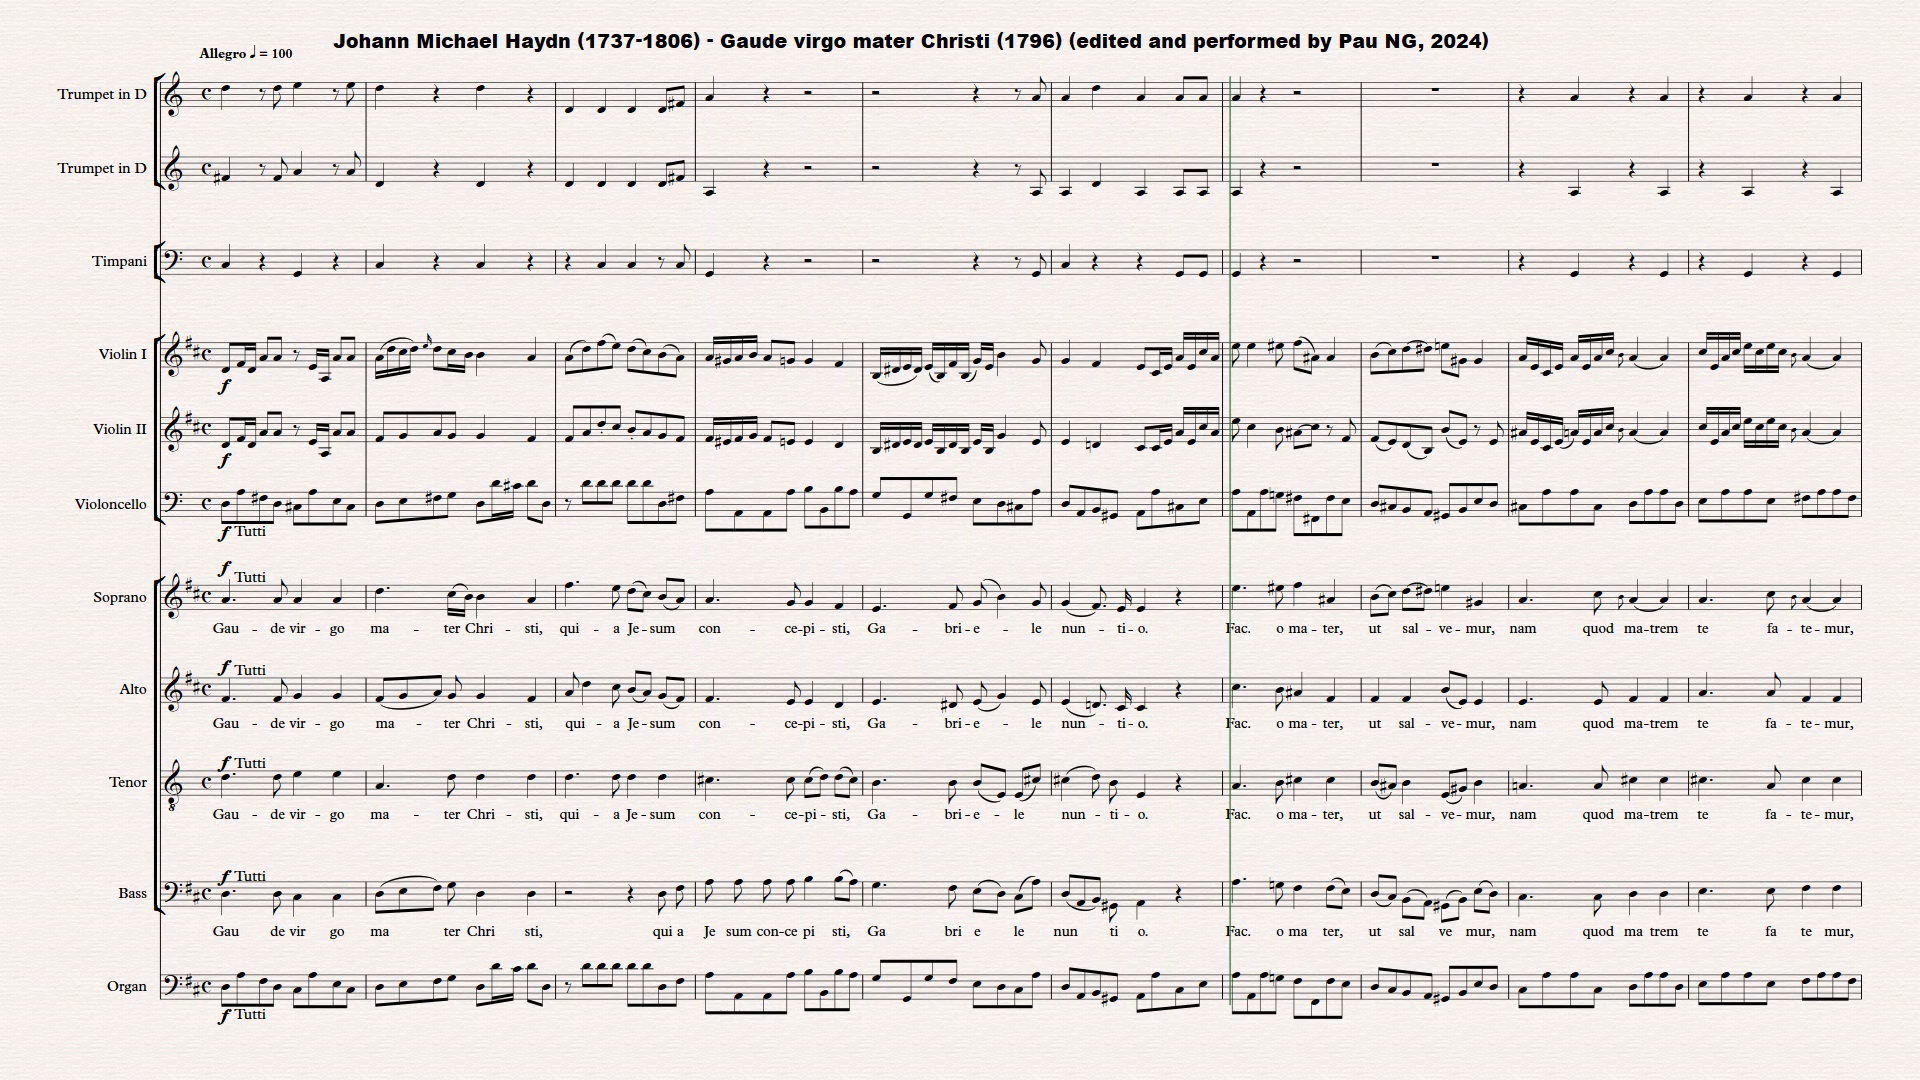 Johann Michael Haydn (1737-1806) - Gaude virgo mater Christi (1796) (edited and performed by Pau NG, 2024)
Allegro ♩ = 100
Trumpet in D
Trumpet in D
Timpani
Violin I
f
Violin II
f
Violoncello
f Tutti
f Tutti
Soprano
Gau - de vir - go ma - ter Chri - sti, qui - a Je - sum con - ce - pi - sti, Ga - bri - e - le nun - ti - o. Fac. o ma - ter, ut sal - ve - mur, nam quod ma - trem te fa - te - mur,
f Tutti
Alto
Gau - de vir - go ma - ter Chri - sti, qui - a Je - sum con - ce - pi - sti, Ga - bri - e - le nun - ti - o. Fac. o ma - ter, ut sal - ve - mur, nam quod ma - trem te fa - te - mur,
f Tutti
Tenor
Gau - de vir - go ma - ter Chri - sti, qui - a Je - sum con - ce - pi - sti, Ga - bri - e - le nun - ti - o. Fac. o ma - ter, ut sal - ve - mur, nam quod ma - trem te fa - te - mur,
f Tutti
Bass
Gau de vir go ma ter Chri sti, qui a Je sum con - ce pi sti, Ga bri e le nun ti o. Fac. o ma ter, ut sal ve mur, nam quod ma trem te fa te mur,
Organ
f Tutti